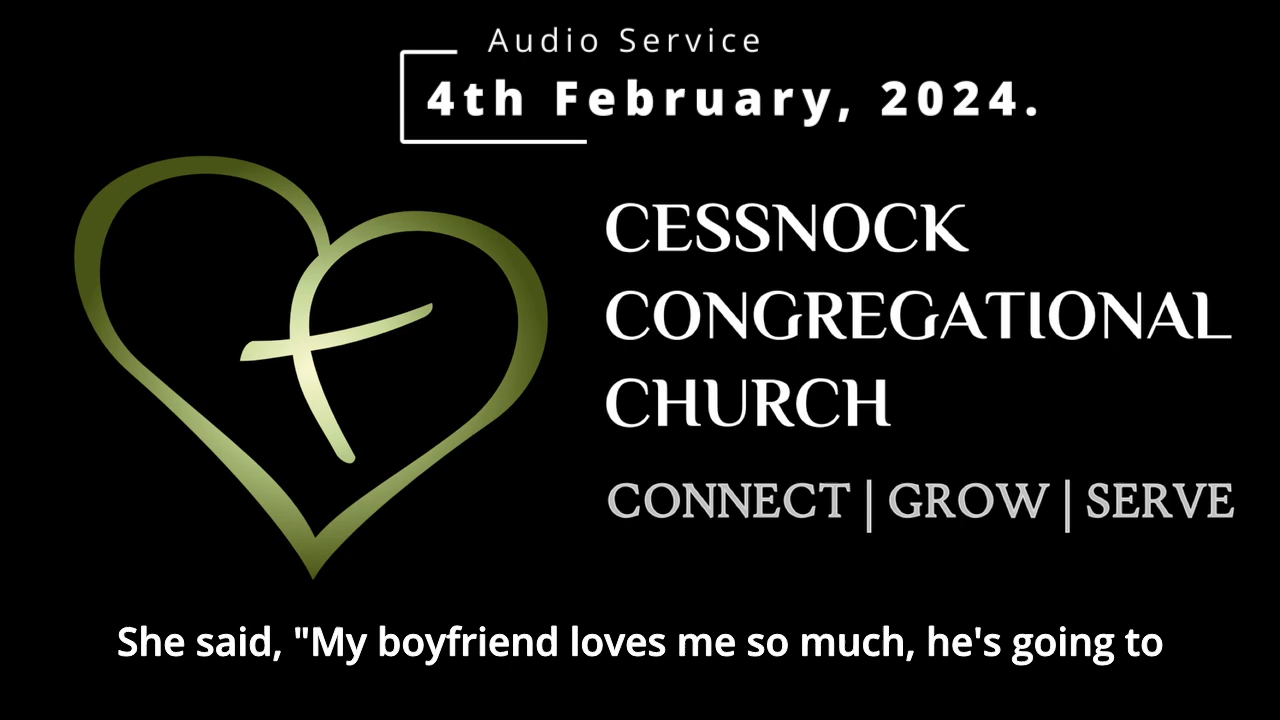 Audio Service
4th February, 2024.
CESSNOCK
CONGREGATIONAL
CHURCH
CONNECT | GROW | SERVE
She said, "My boyfriend loves me so much, he's going to